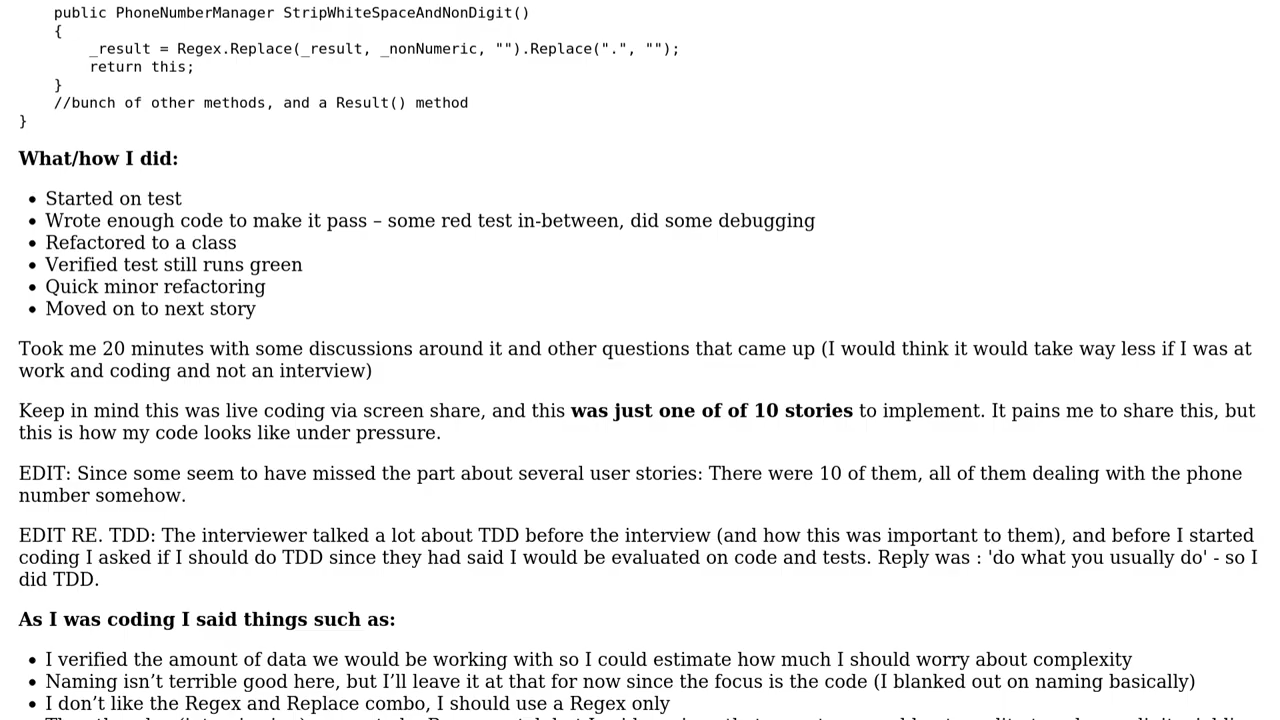 public PhoneNumberManager StripWhiteSpaceAndNonDigit()
{
_result = Regex.Replace(_result, _nonNumeric, "").Replace(".", "");
return this;
}
//bunch of other methods, and a Result() method
}
What/how I did:
• Started on test
• Wrote enough code to make it pass – some red test in-between, did some debugging
• Refactored to a class
• Verified test still runs green
• Quick minor refactoring
• Moved on to next story
Took me 20 minutes with some discussions around it and other questions that came up (I would think it would take way less if I was at
work and coding and not an interview)
Keep in mind this was live coding via screen share, and this was just one of of 10 stories to implement. It pains me to share this, but
this is how my code looks like under pressure.
EDIT: Since some seem to have missed the part about several user stories: There were 10 of them, all of them dealing with the phone
number somehow.
EDIT RE. TDD: The interviewer talked a lot about TDD before the interview (and how this was important to them), and before I started
coding I asked if I should do TDD since they had said I would be evaluated on code and tests. Reply was : 'do what you usually do' - so I
did TDD.
As I was coding I said things such as:
• I verified the amount of data we would be working with so I could estimate how much I should worry about complexity
• Naming isn’t terrible good here, but I’ll leave it at that for now since the focus is the code (I blanked out on naming basically)
• I don’t like the Regex and Replace combo, I should use a Regex only